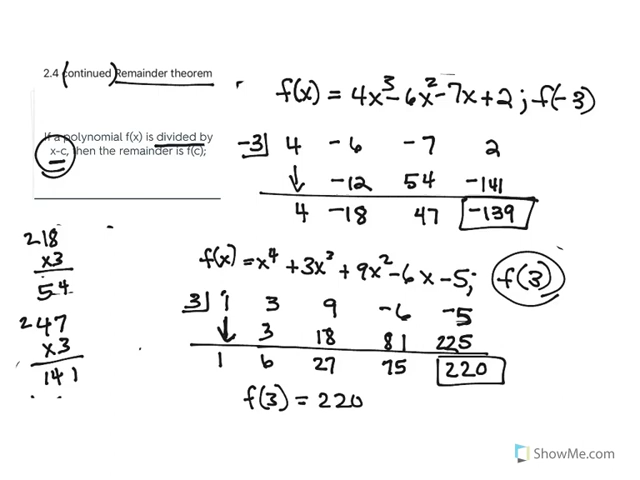 2.4 (continued) Remainder theorem
If a polynomial f(x) is divided by
x-c, then the remainder is f(c);
f(x) = 4x³-6x²-7x+2; f(-3)
-3| 4 -6 -7 2
↓ -12 54 -141
4 -18 47 -139
f(x) = x⁴ + 3x³ + 9x² - 6x - 5; f(3)
3| 1 3 9 -6 -5
↓ 3 18 81 225
1 6 27 75 220
f(3) = 220
218
x3
54
247
x3
141
ShowMe.com